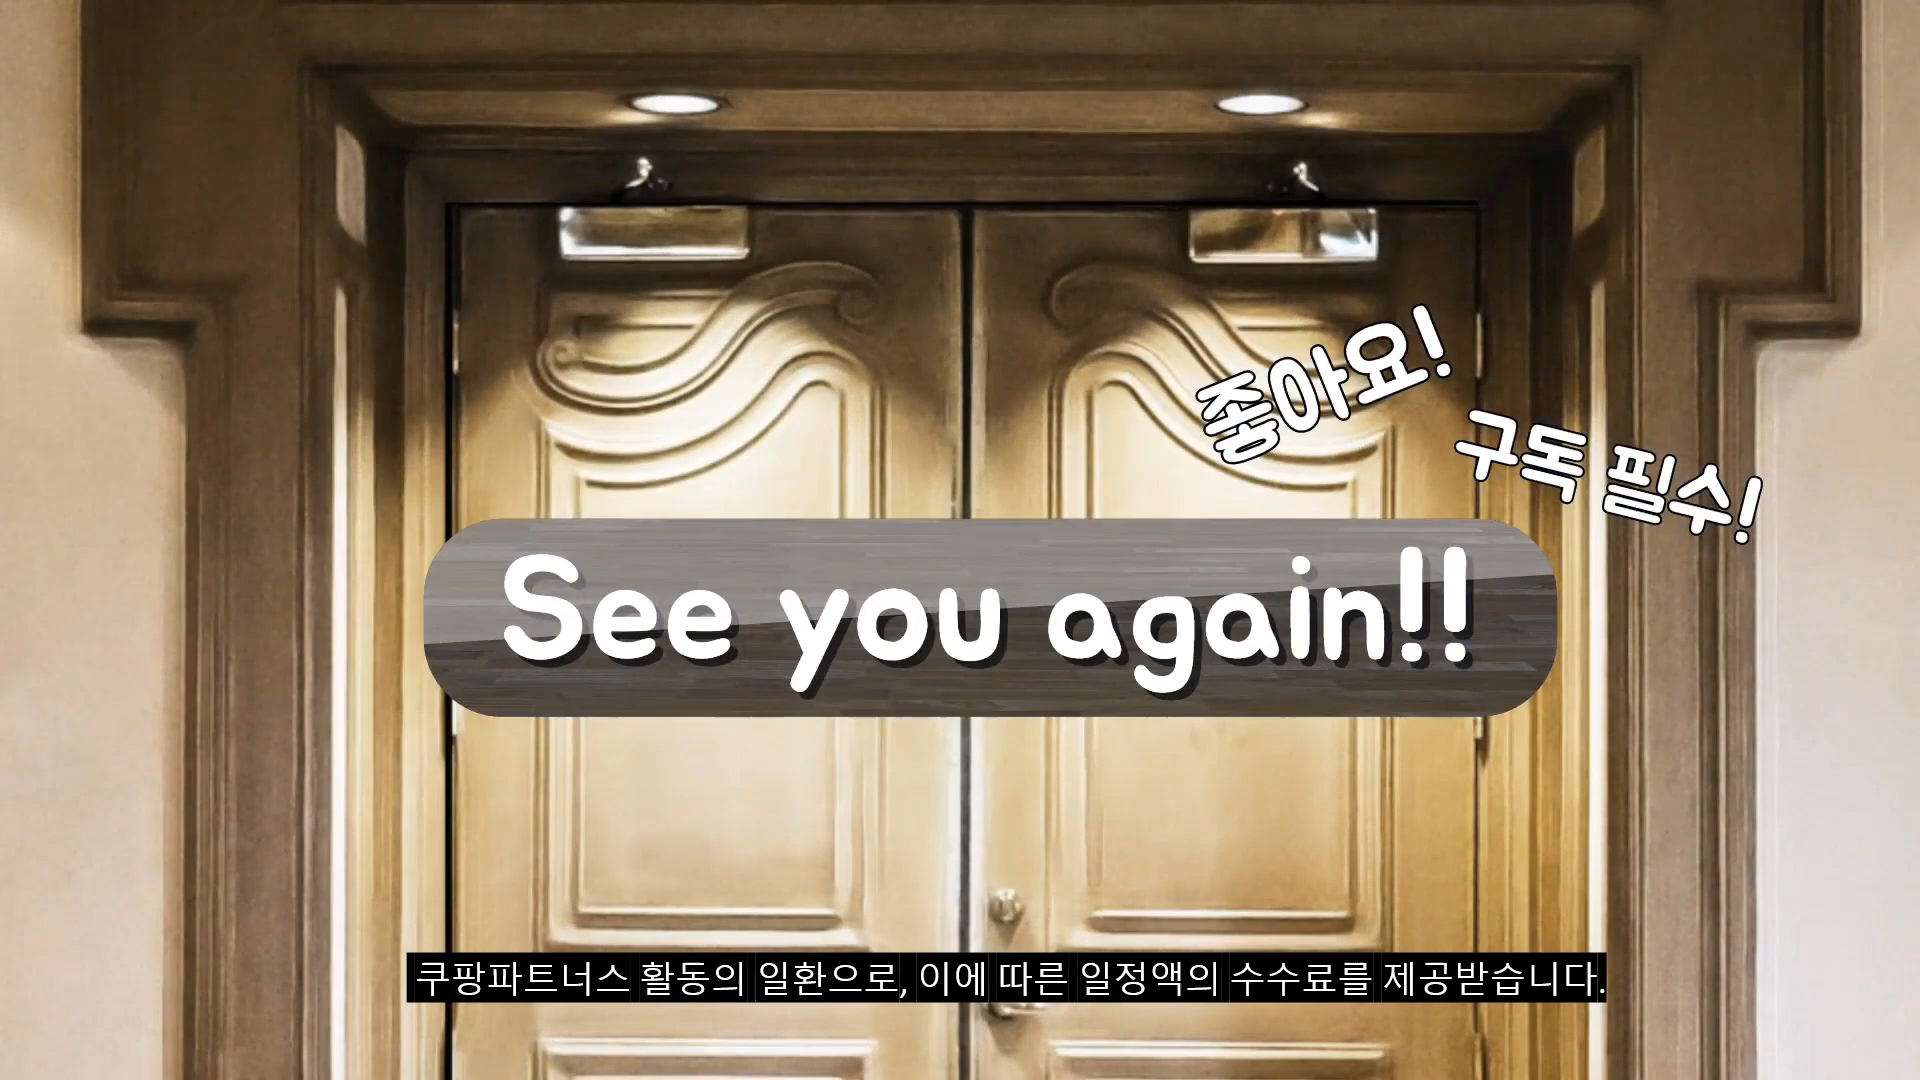 좋아요!
구독 필수!
See you again!!
쿠팡파트너스 활동의 일환으로, 이에 따른 일정액의 수수료를 제공받습니다.